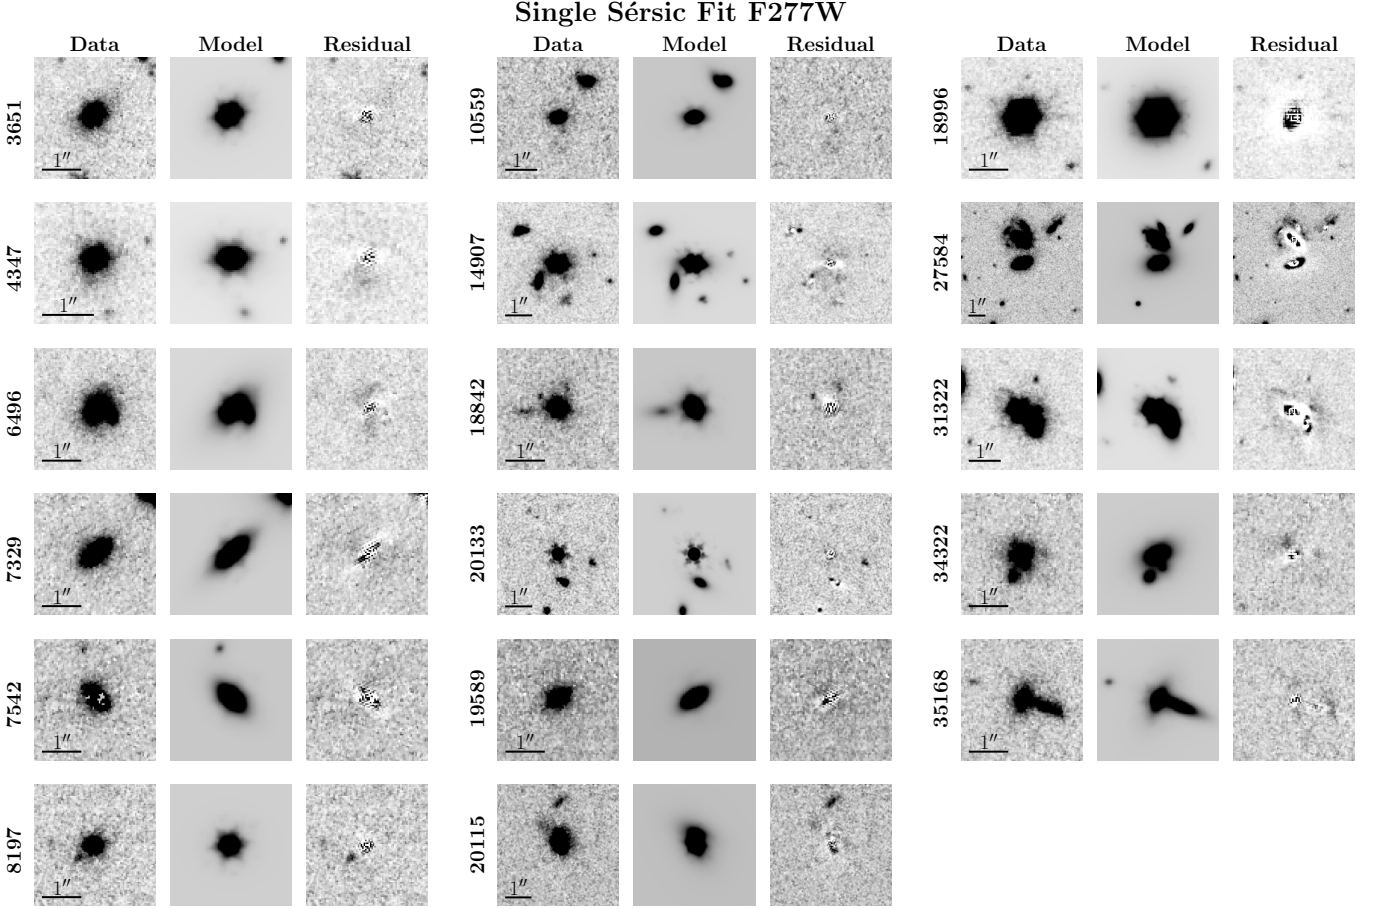 Single Sérsic Fit F277W
Data Model Residual Data Model Residual Data Model Residual
3651 1″ 10559 1″ 18996 1″
4347 1″ 14907 1″ 27584 1″
6496 1″ 18842 1″ 31322 1″
7329 1″ 20133 1″ 34322 1″
7542 1″ 19589 1″ 35168 1″
8197 1″ 20115 1″